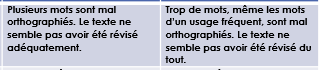 Plusieurs mots sont mal
orthographiés. Le texte ne
semble pas avoir été révisé
adéquatement.
Trop de mots, même les mots
d'un usage fréquent, sont mal
orthographiés. Le texte ne
semble pas avoir été révisé du
tout.